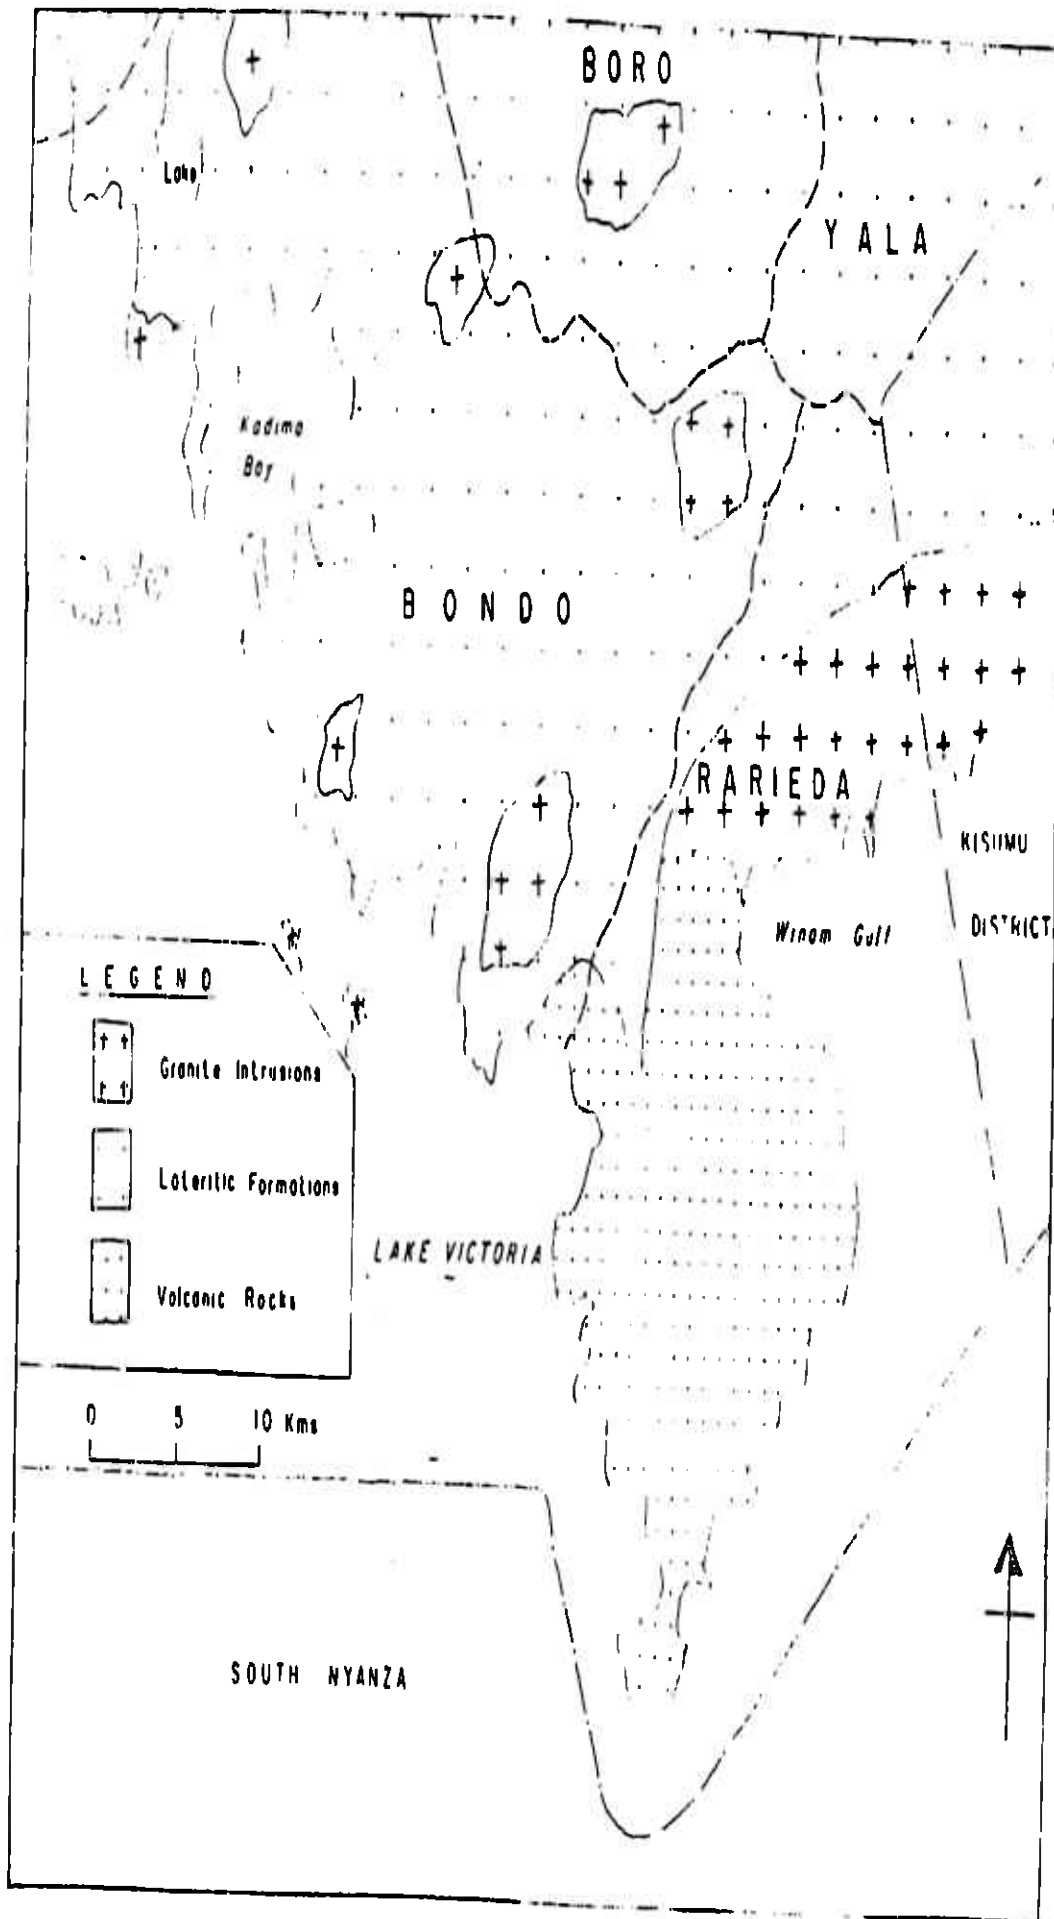 BORO
Lake
YALA
Kadimo
Bay
BONDO
RARIEDA
KISUMU
DISTRICT
Winam Gulf
LEGEND
Granite Intrusions
Lateritic Formations
Volcanic Rocks
LAKE VICTORIA
0 5 10 Kms
SOUTH NYANZA